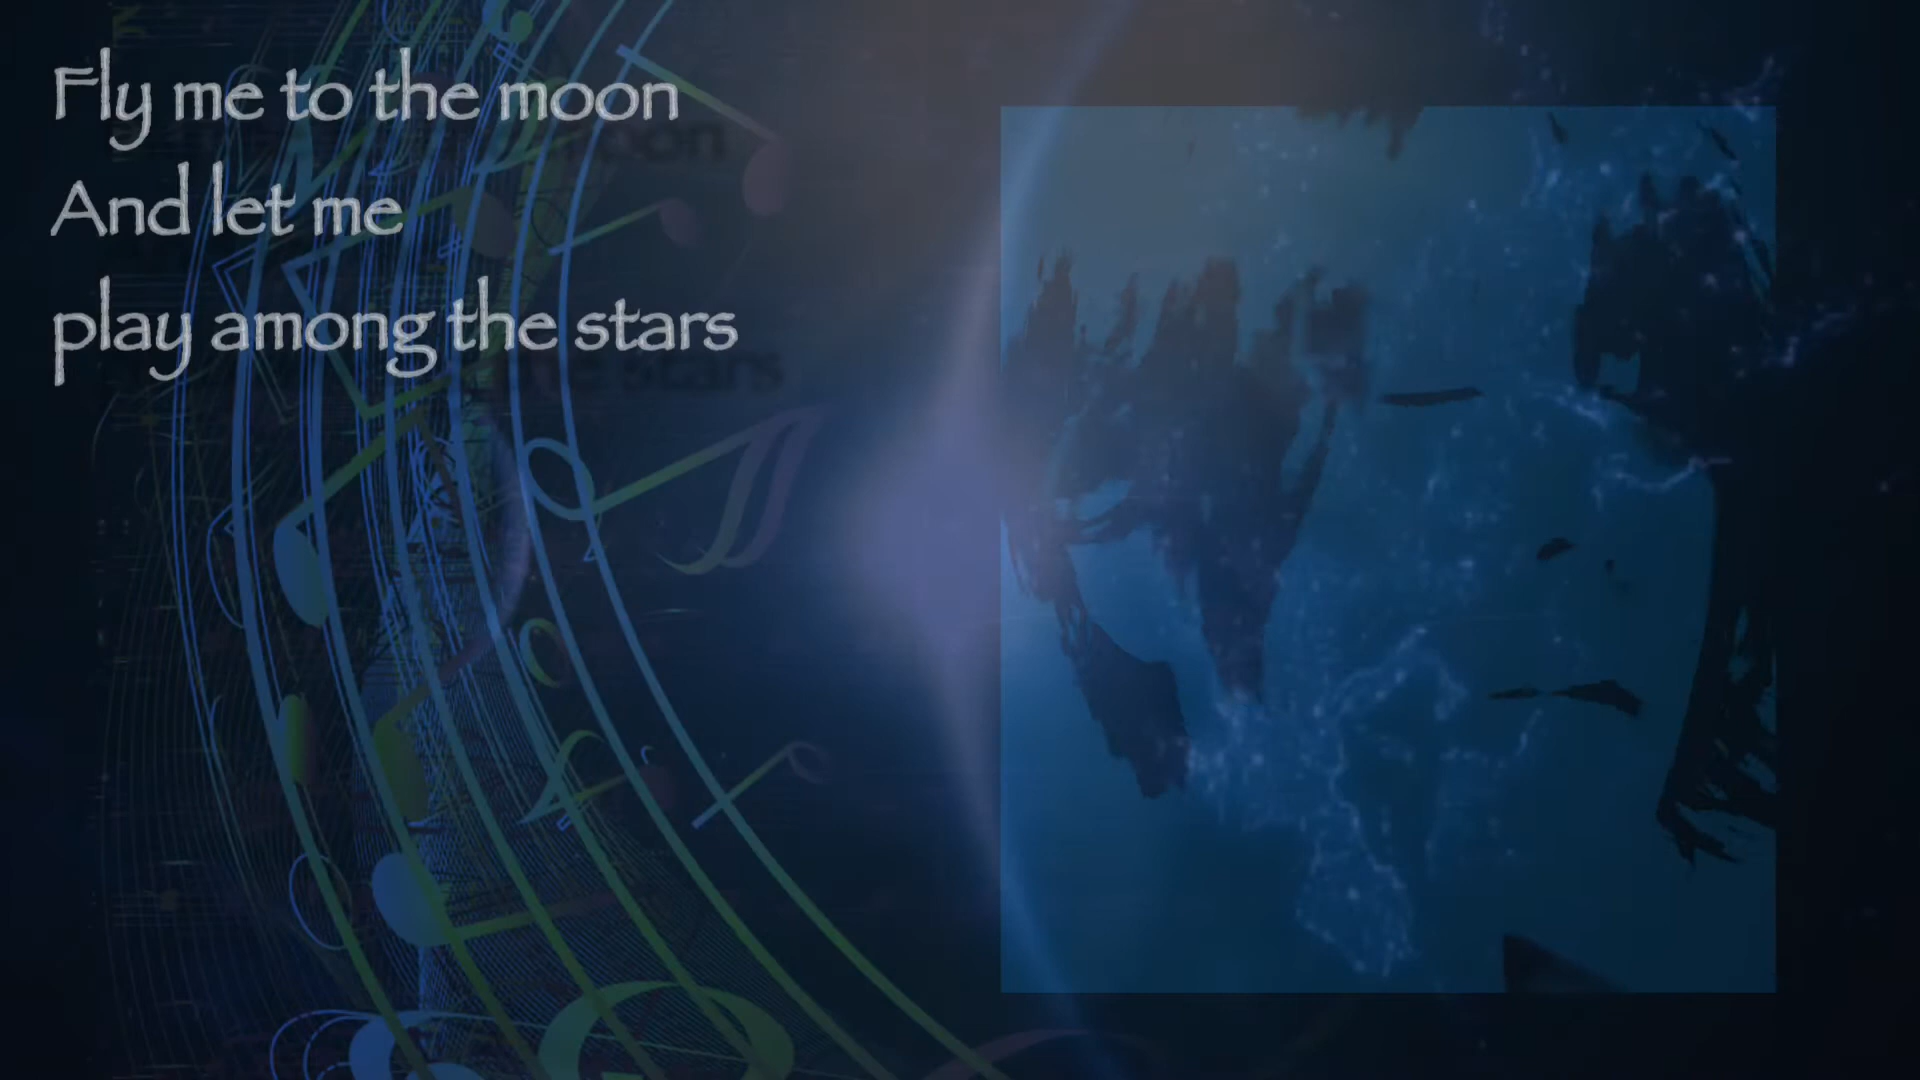 Fly me to the moon
And let me
play among the stars